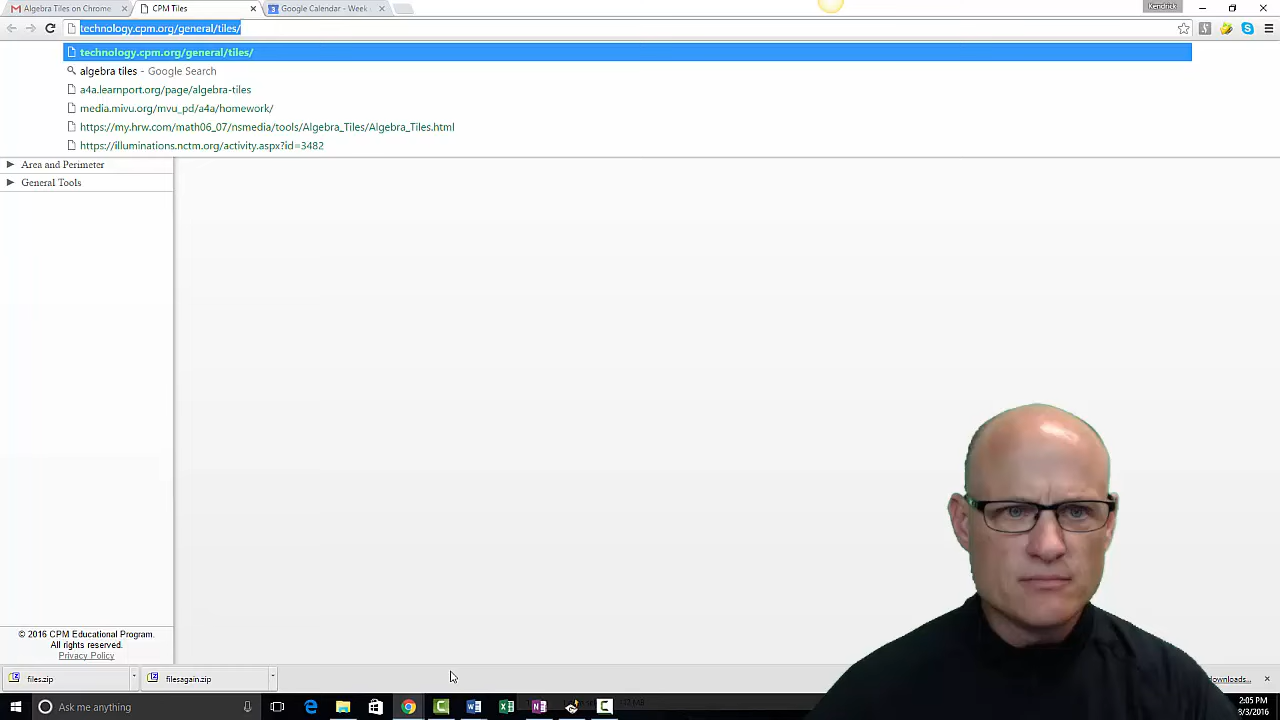 Algebra Tiles on Chrome
CPM Tiles
Google Calendar - Week
Kendrick
technology.cpm.org/general/tiles/
technology.cpm.org/general/tiles/
algebra tiles - Google Search
a4a.learnport.org/page/algebra-tiles
media.mivu.org/mvu_pd/a4a/homework/
https://my.hrw.com/math06_07/nsmedia/tools/Algebra_Tiles/Algebra_Tiles.html
https://illuminations.nctm.org/activity.aspx?id=3482
Area and Perimeter
General Tools
© 2016 CPM Educational Program.
All rights reserved.
Privacy Policy
files.zip
filesagain.zip
ownloads...
Ask me anything
2:05 PM
8/3/2016